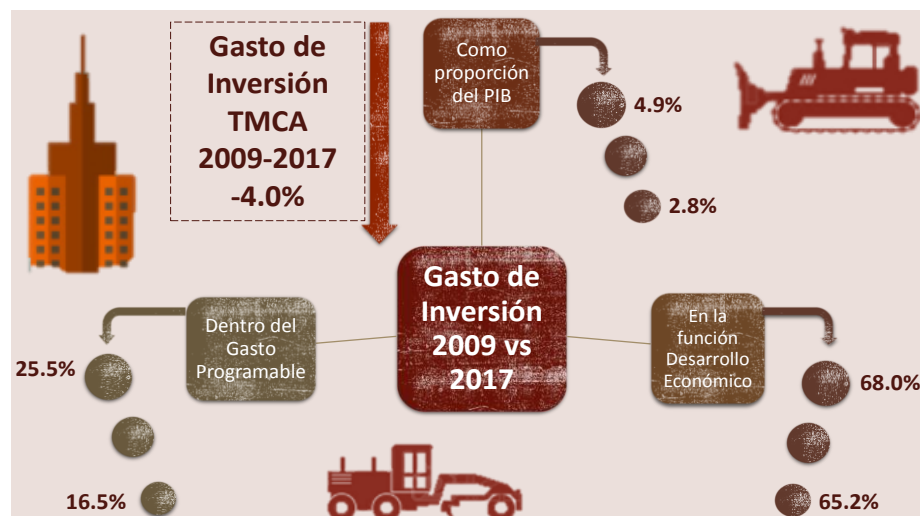 Gasto de
Inversión
TMCA
2009-2017
-4.0%
Como
proporción
del PIB
4.9%
2.8%
Gasto de
Inversión
2009 vs
2017
Dentro del
Gasto
Programable
25.5%
16.5%
En la
función
Desarrollo
Económico
68.0%
65.2%